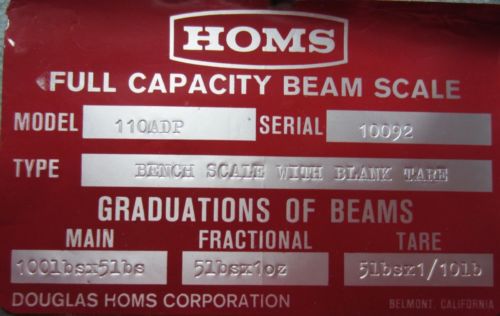 HOMS
FULL CAPACITY BEAM SCALE
MODEL 110ADP SERIAL 10092
TYPE BENCH SCALE WITH BLANK TARE
GRADUATIONS OF BEAMS
MAIN FRACTIONAL TARE
100lbsx5lbs 5lbsx1oz 5lbsx1/10lb
DOUGLAS HOMS CORPORATION BELMONT, CALIFORNIA